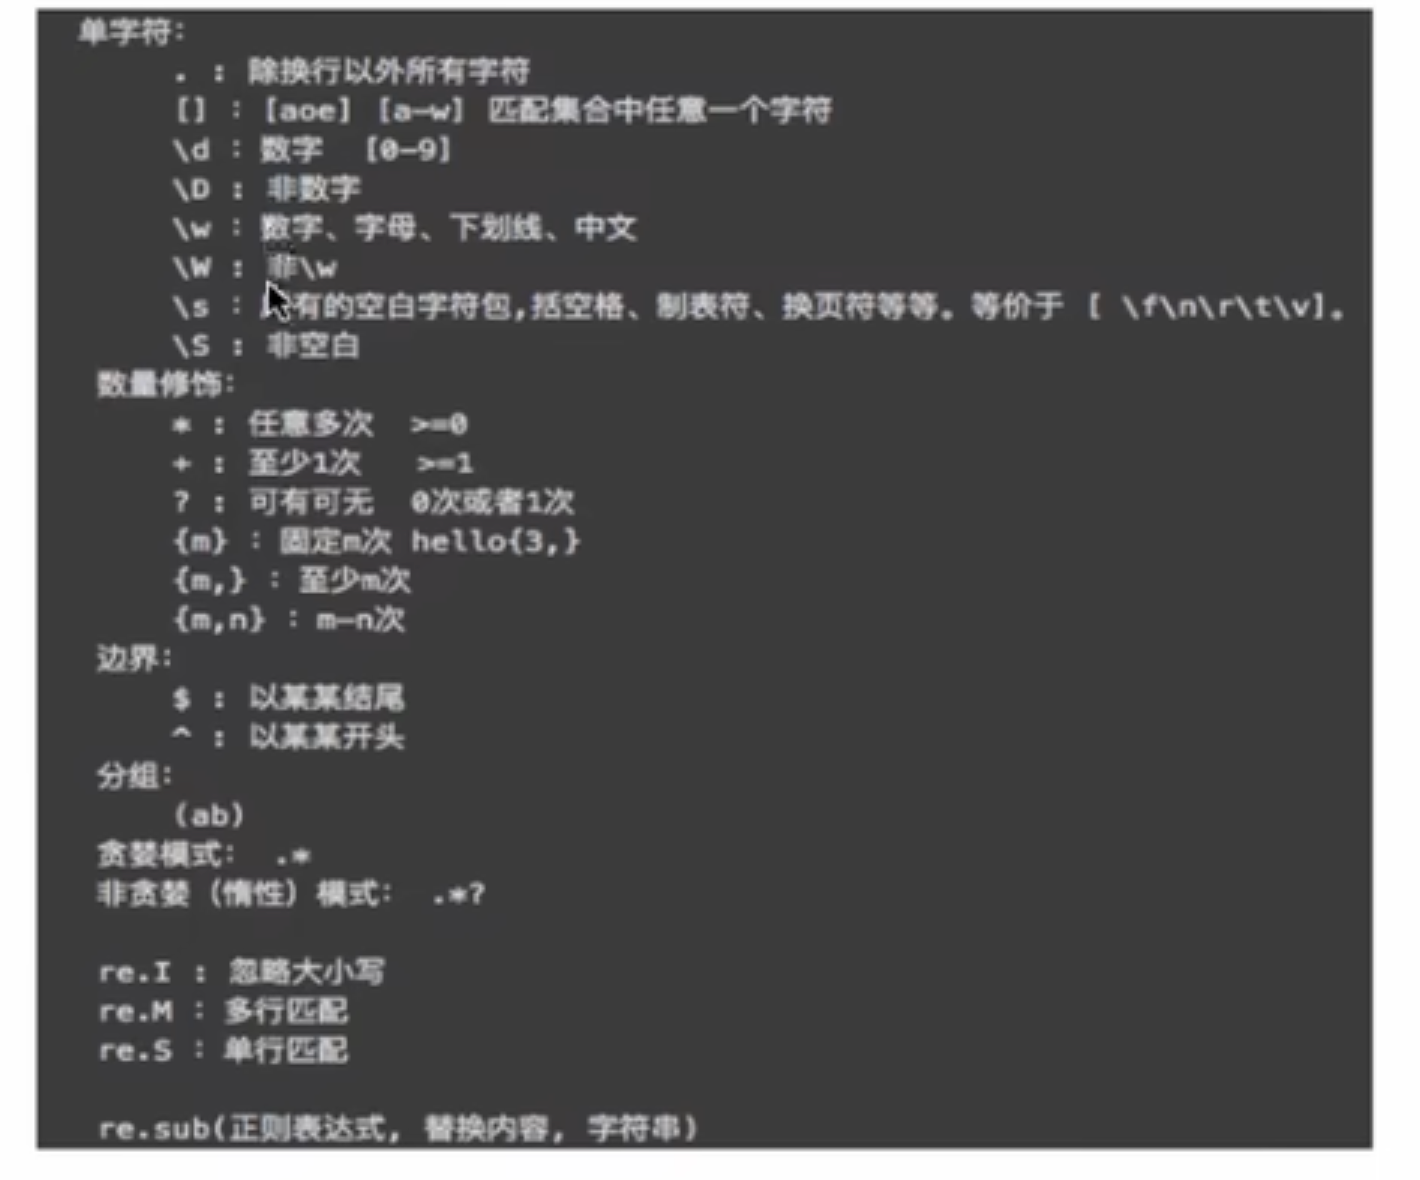 单字符:
. : 除换行以外所有字符
[] : [aoe] [a-w] 匹配集合中任意一个字符
\d : 数字 [0-9]
\D : 非数字
\w : 数字、字母、下划线、中文
\W : 非\w
\s : 有的空白字符包,括空格、制表符、换页符等等。等价于 [ \f\n\r\t\v]。
\S : 非空白
数量修饰:
* : 任意多次 >=0
+ : 至少1次 >=1
? : 可有可无 0次或者1次
{m} : 固定m次 hello{3,}
{m,} : 至少m次
{m,n} : m-n次
边界:
$ : 以某某结尾
^ : 以某某开头
分组:
(ab)
贪婪模式: .*
非贪婪（惰性）模式: .*?
re.I : 忽略大小写
re.M : 多行匹配
re.S : 单行匹配
re.sub(正则表达式, 替换内容, 字符串)